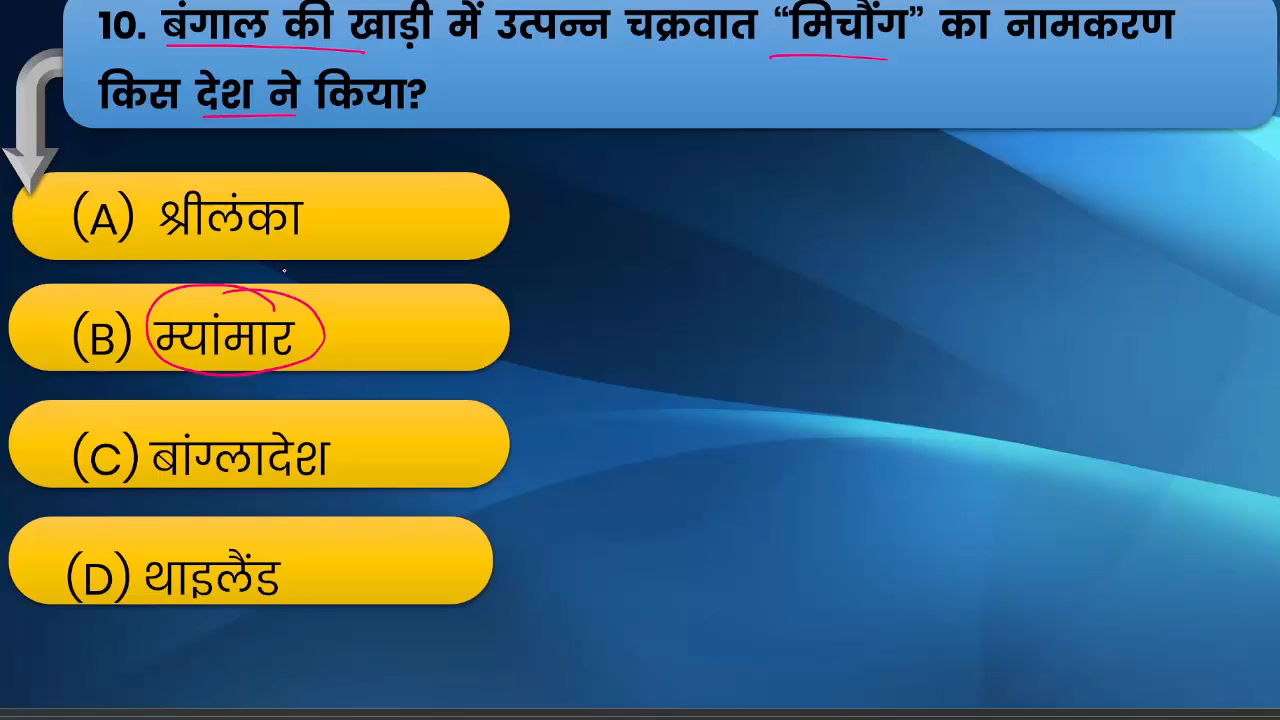 10. बंगाल की खाड़ी में उत्पन्न चक्रवात “मिचौंग” का नामकरण
किस देश ने किया?
(A) श्रीलंका
(B) म्यांमार
(C) बांग्लादेश
(D) थाइलैंड